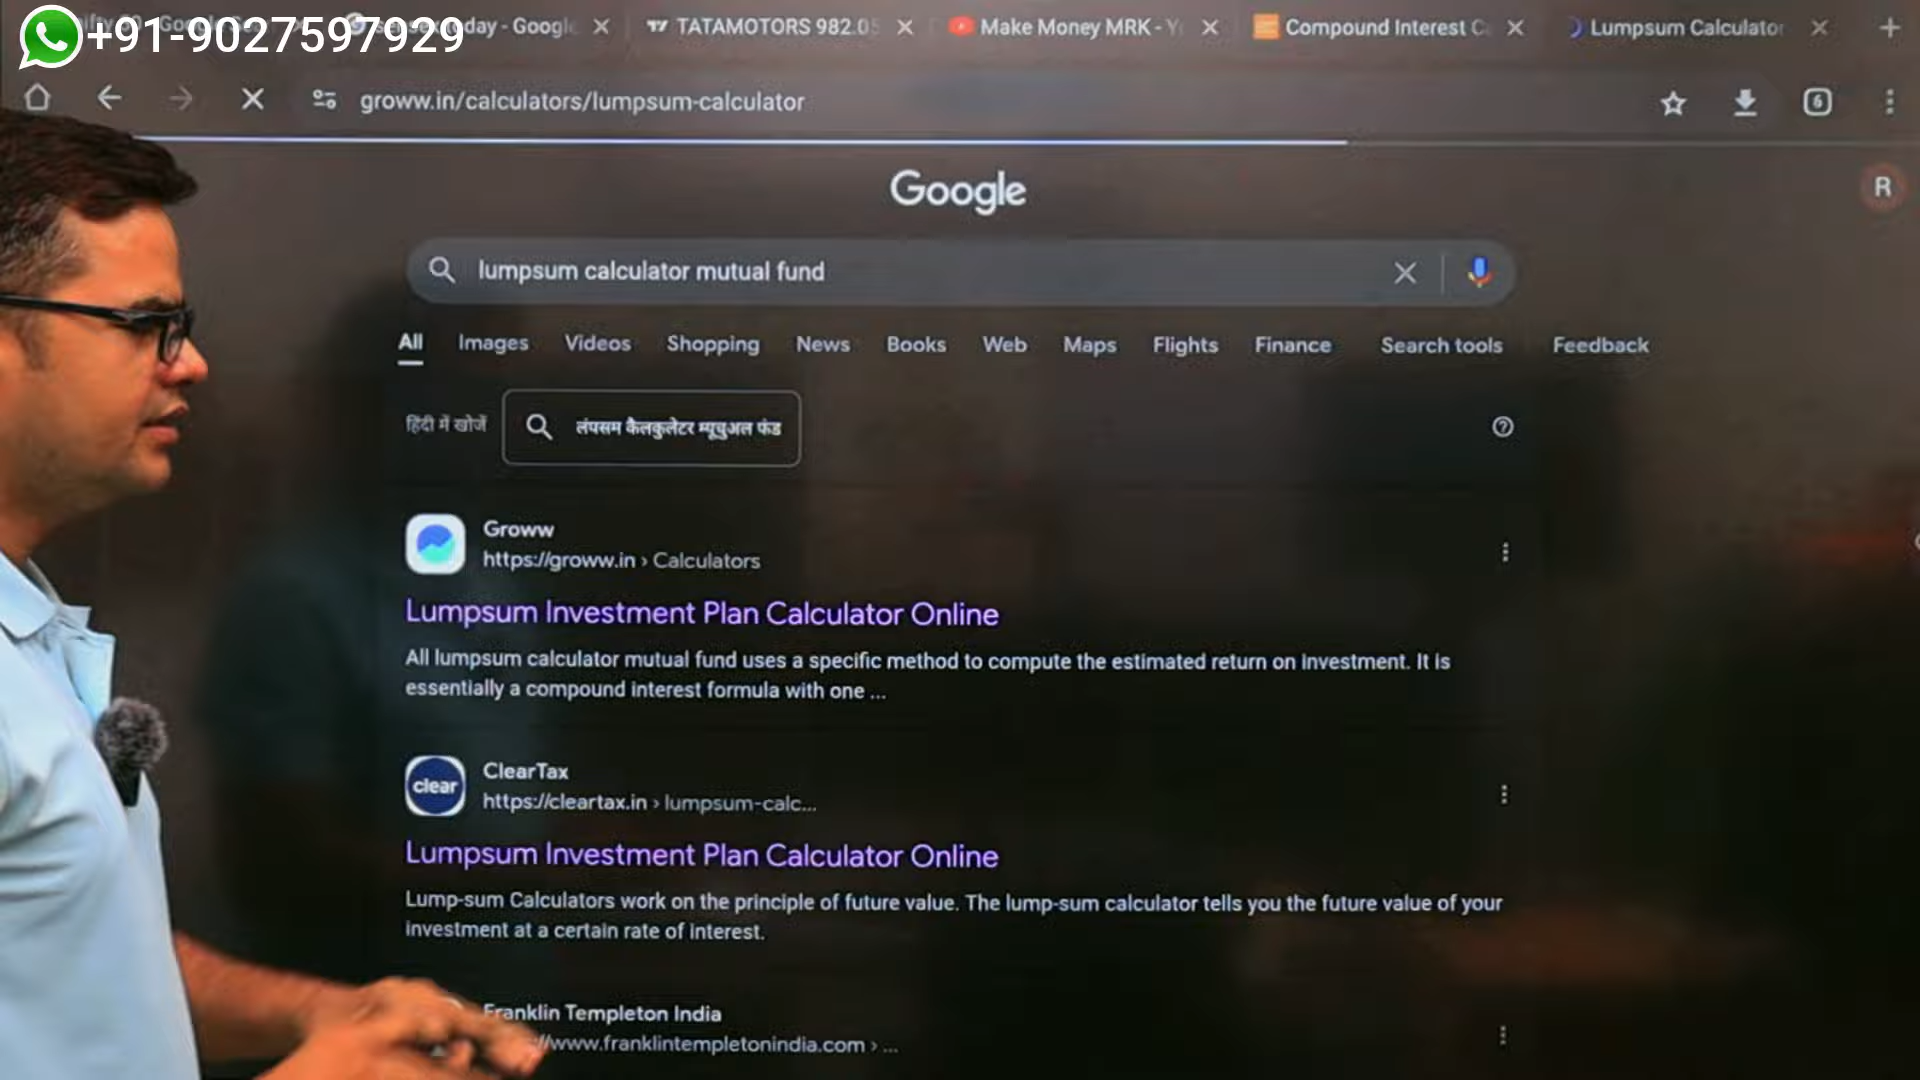 +91-9027597929
today - Google
TATAMOTORS 982.05
Make Money MRK - Y
Compound Interest C
Lumpsum Calculator
groww.in/calculators/lumpsum-calculator
6
Google
R
lumpsum calculator mutual fund
All Images Videos Shopping News Books Web Maps Flights Finance Search tools Feedback
हिंदी में खोजें लंपसम कैलकुलेटर म्यूचुअल फंड
Groww
https://groww.in › Calculators
Lumpsum Investment Plan Calculator Online
All lumpsum calculator mutual fund uses a specific method to compute the estimated return on investment. It is
essentially a compound interest formula with one ...
clear
ClearTax
https://cleartax.in › lumpsum-calc...
Lumpsum Investment Plan Calculator Online
Lump-sum Calculators work on the principle of future value. The lump-sum calculator tells you the future value of your
investment at a certain rate of interest.
Franklin Templeton India
//www.franklintempletonindia.com › ...